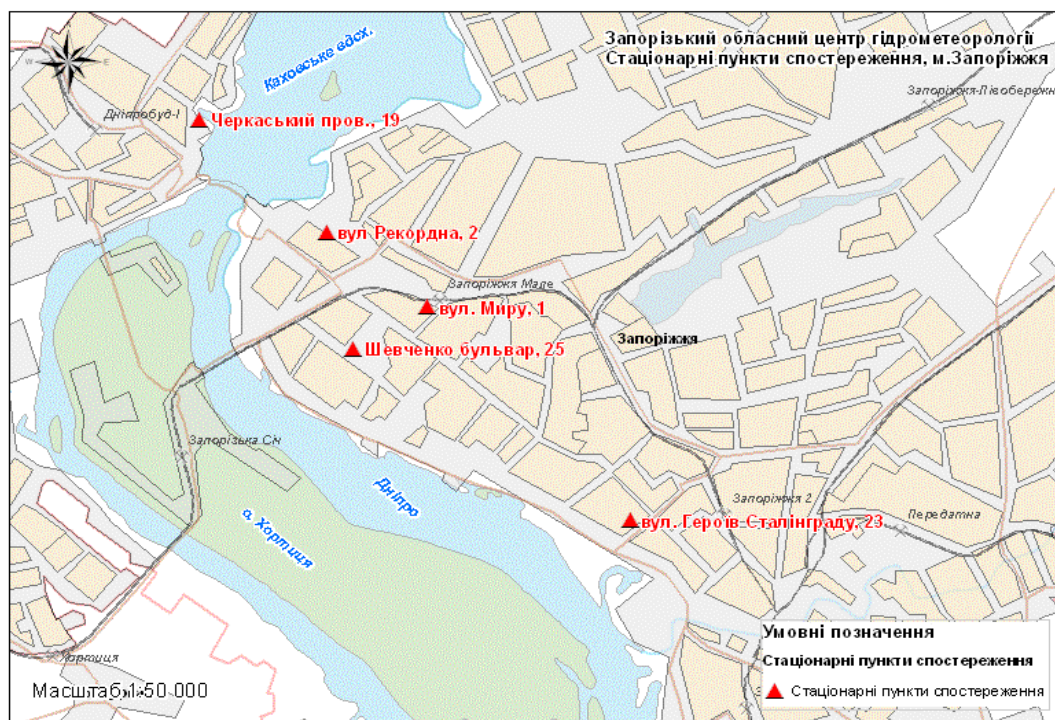 Запорізький обласний центр гідрометеорології
Стаціонарні пункти спостереження, м.Запоріжжя
W
E
Каховське вдсх.
Запоріжжя-Лівобережн
Дніпробуд-I
Черкаський пров., 19
вул Рекордна, 2
Запоріжжя Мале
вул. Миру, 1
Запоріжжя
Шевченко бульвар, 25
Запорізька Січ
Дніпро
Запоріжжя 2
о. Хортиця
вул. Героїв Сталінграду, 23
Передатна
Умовні позначення
Хортиця
Стаціонарні пункти спостереження
Масштаб 1:50 000
Стаціонарні пункти спостереження